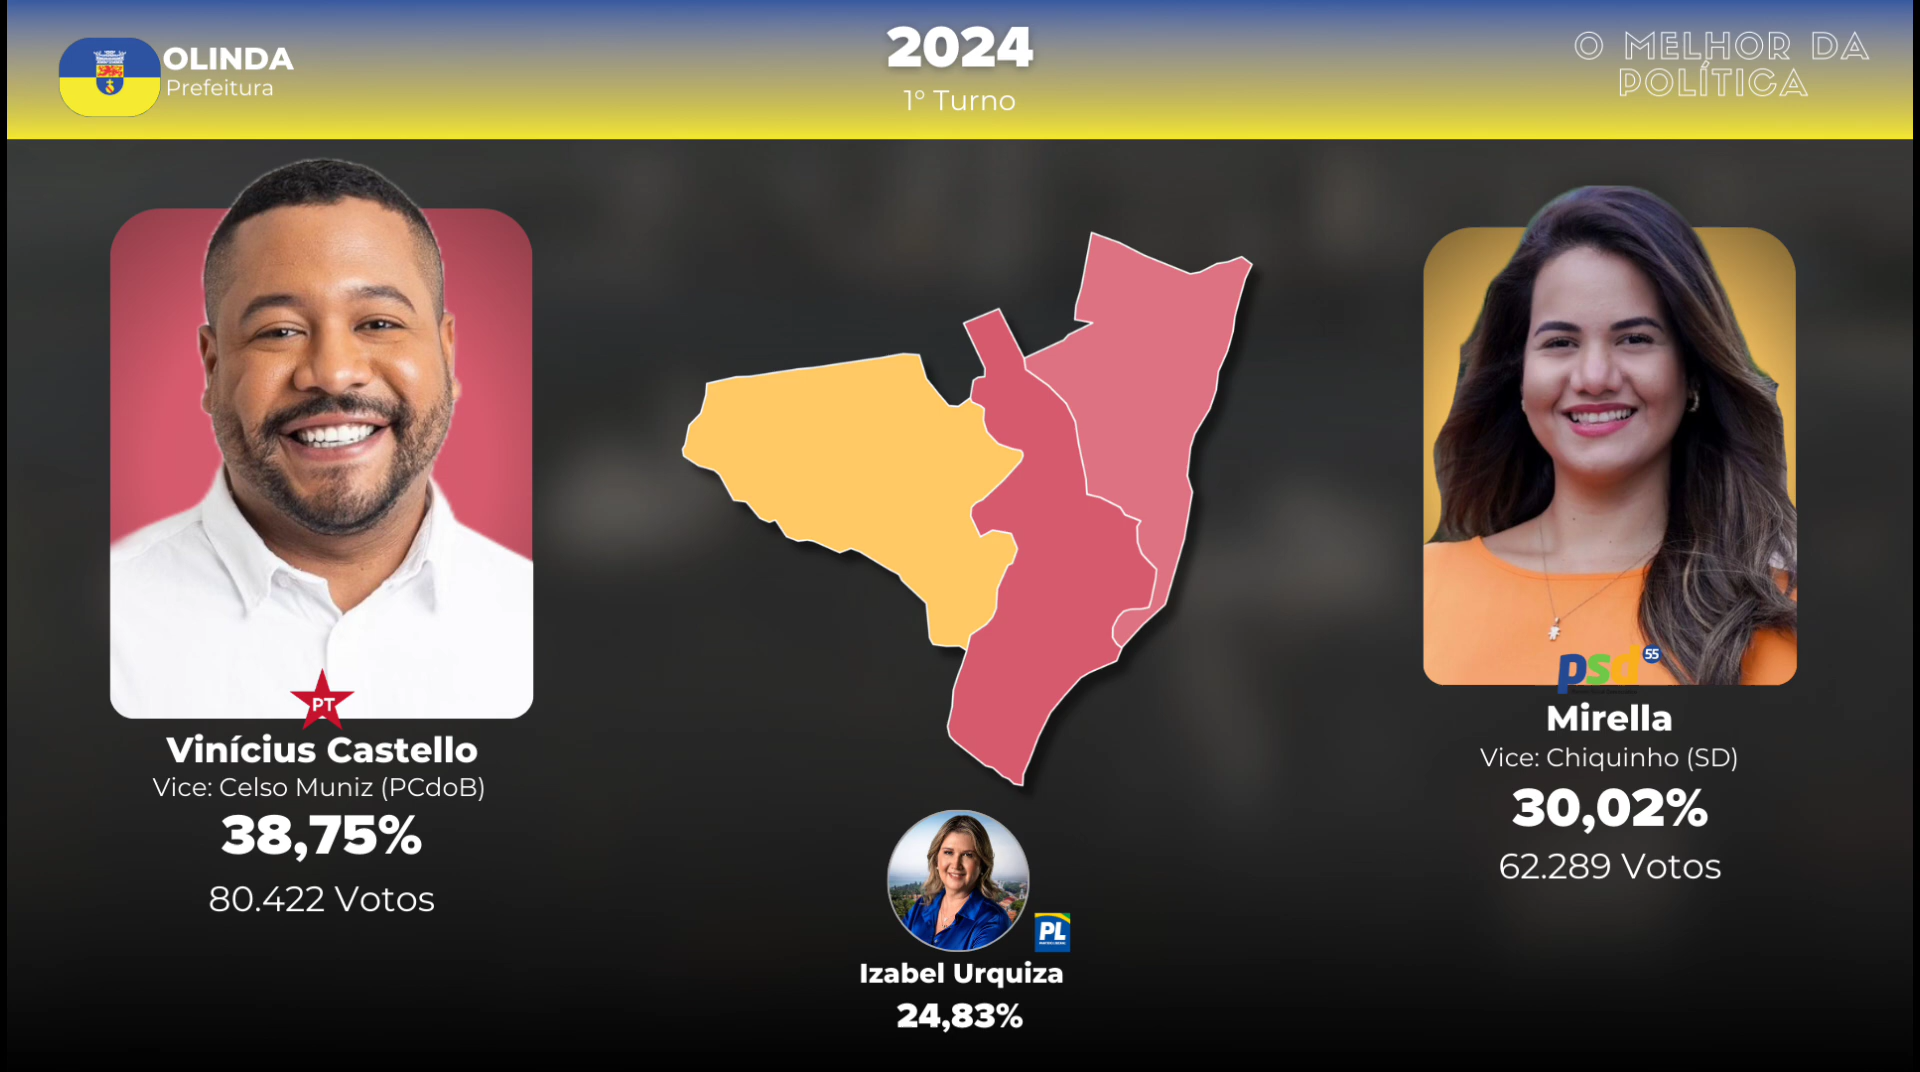 OLINDA
Prefeitura
2024
1º Turno
O MELHOR DA
POLÍTICA
PT
Vinícius Castello
Vice: Celso Muniz (PCdoB)
38,75%
80.422 Votos
PL
Izabel Urquiza
24,83%
psd 55
Mirella
Vice: Chiquinho (SD)
30,02%
62.289 Votos